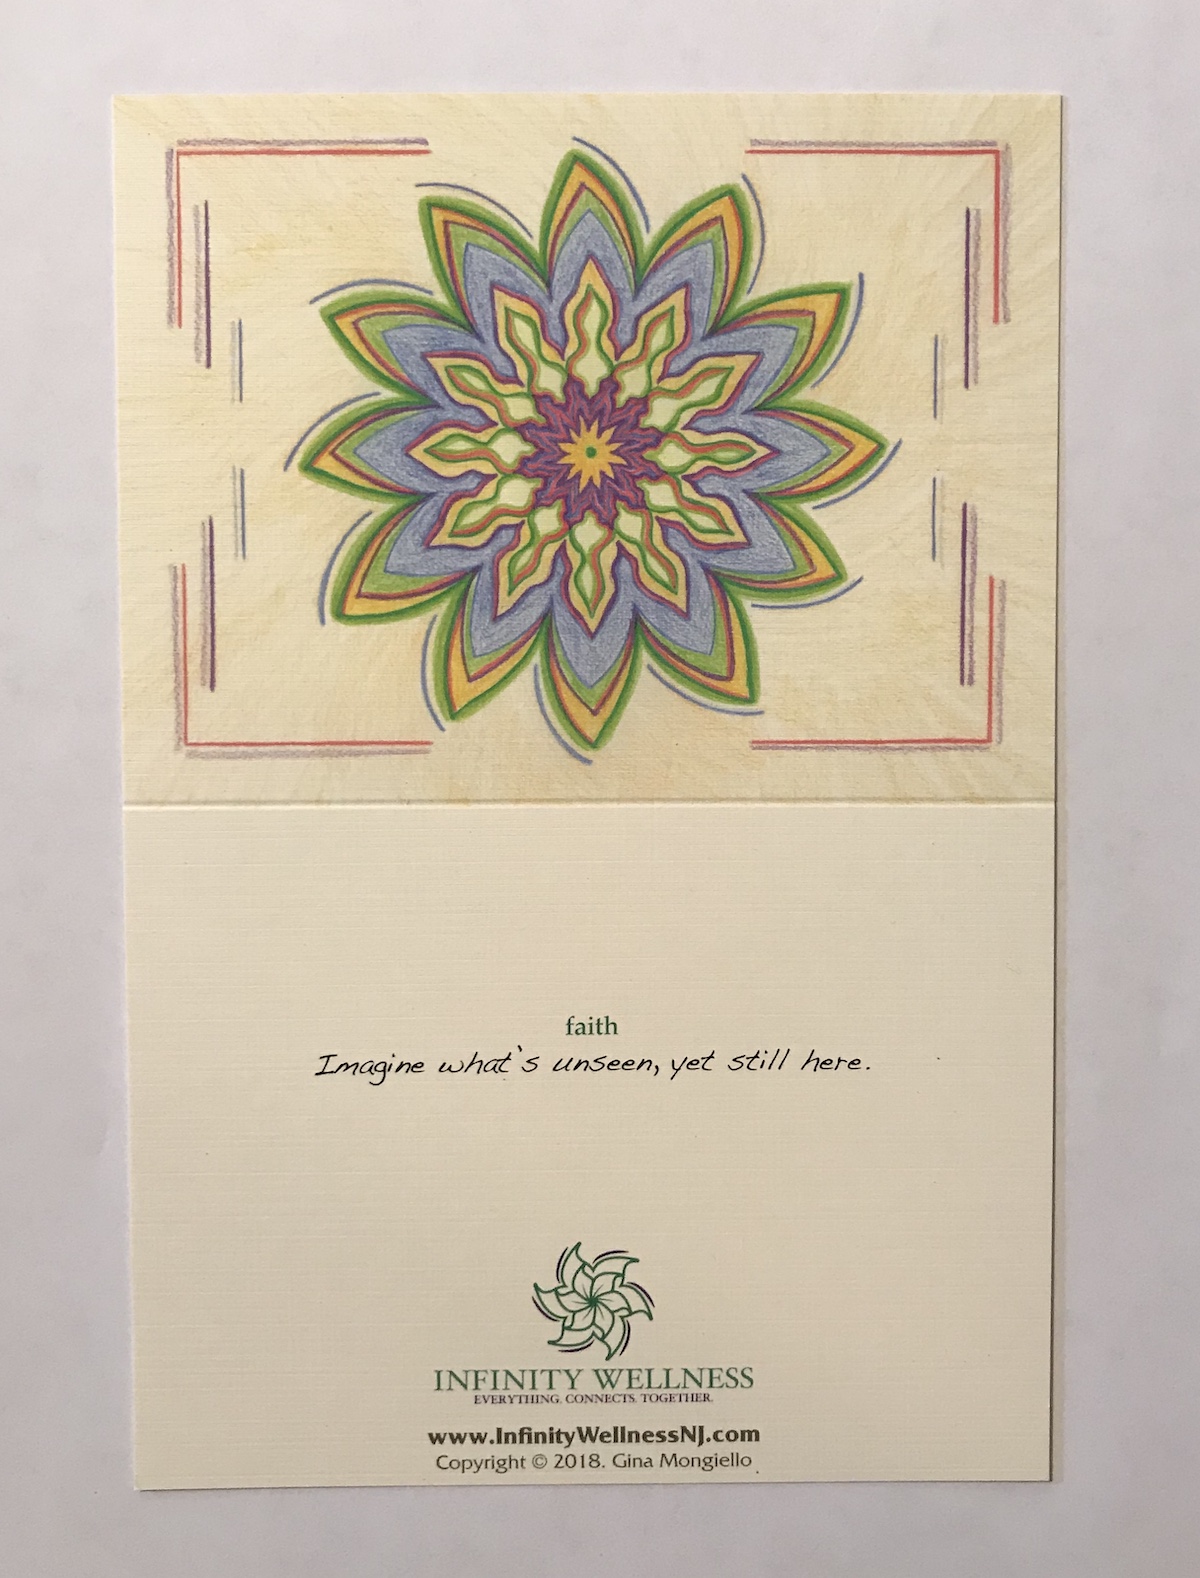 faith
Imagine what's unseen, yet still here.
INFINITY WELLNESS
EVERYTHING. CONNECTS. TOGETHER.
www.InfinityWellnessNJ.com
Copyright © 2018. Gina Mongiello